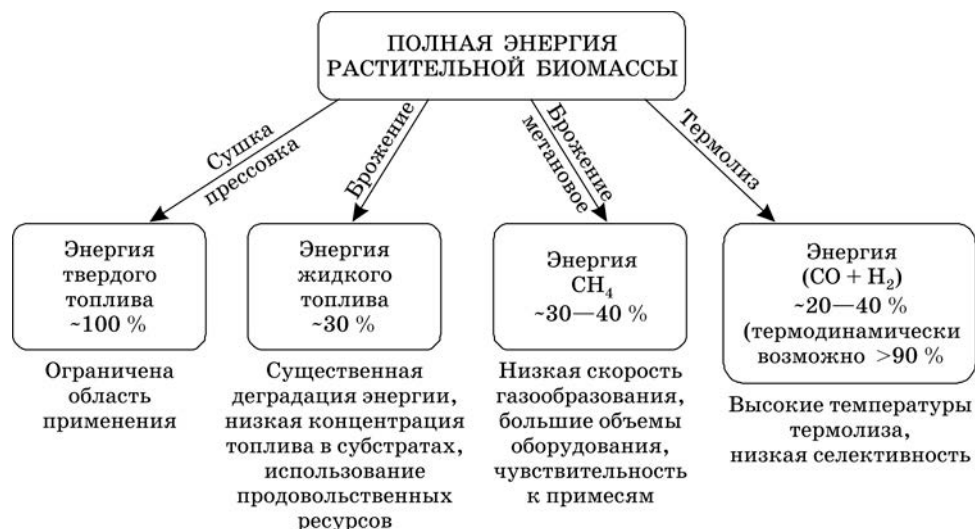 ПОЛНАЯ ЭНЕРГИЯ
РАСТИТЕЛЬНОЙ БИОМАССЫ
Сушка
прессовка
Брожение
Брожение
метановое
Термолиз
Энергия
твердого
топлива
~100 %
Ограничена
область
применения
Энергия
жидкого
топлива
~30 %
Существенная
деградация энергии,
низкая концентрация
топлива в субстратах,
использование
продовольственных
ресурсов
Энергия
CH₄
~30—40 %
Низкая скорость
газообразования,
большие объемы
оборудования,
чувствительность
к примесям
Энергия
(CO + H₂)
~20—40 %
(термодинамически
возможно >90 %
Высокие температуры
термолиза,
низкая селективность